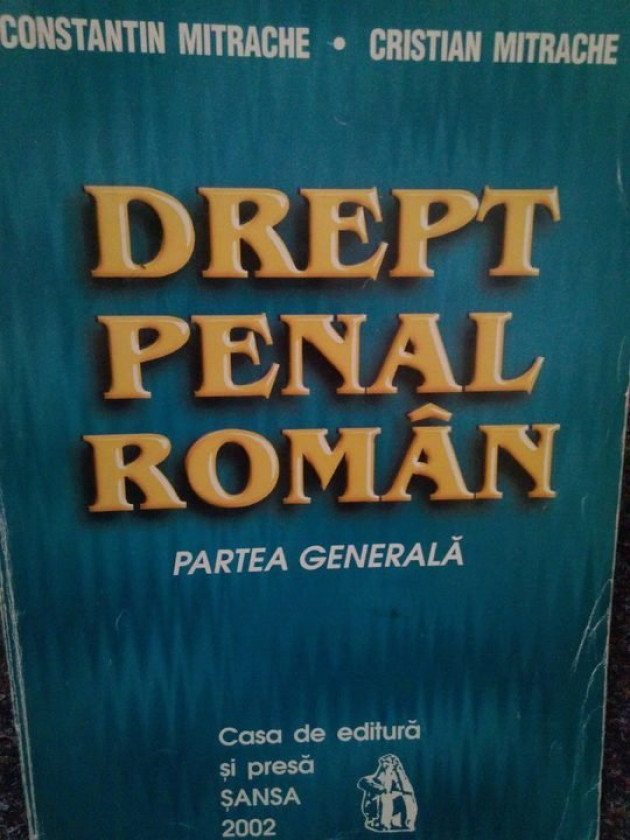 CONSTANTIN MITRACHE • CRISTIAN MITRACHE
DREPT
PENAL
ROMÂN
PARTEA GENERALĂ
Casa de editură
și presă
ȘANSA
2002